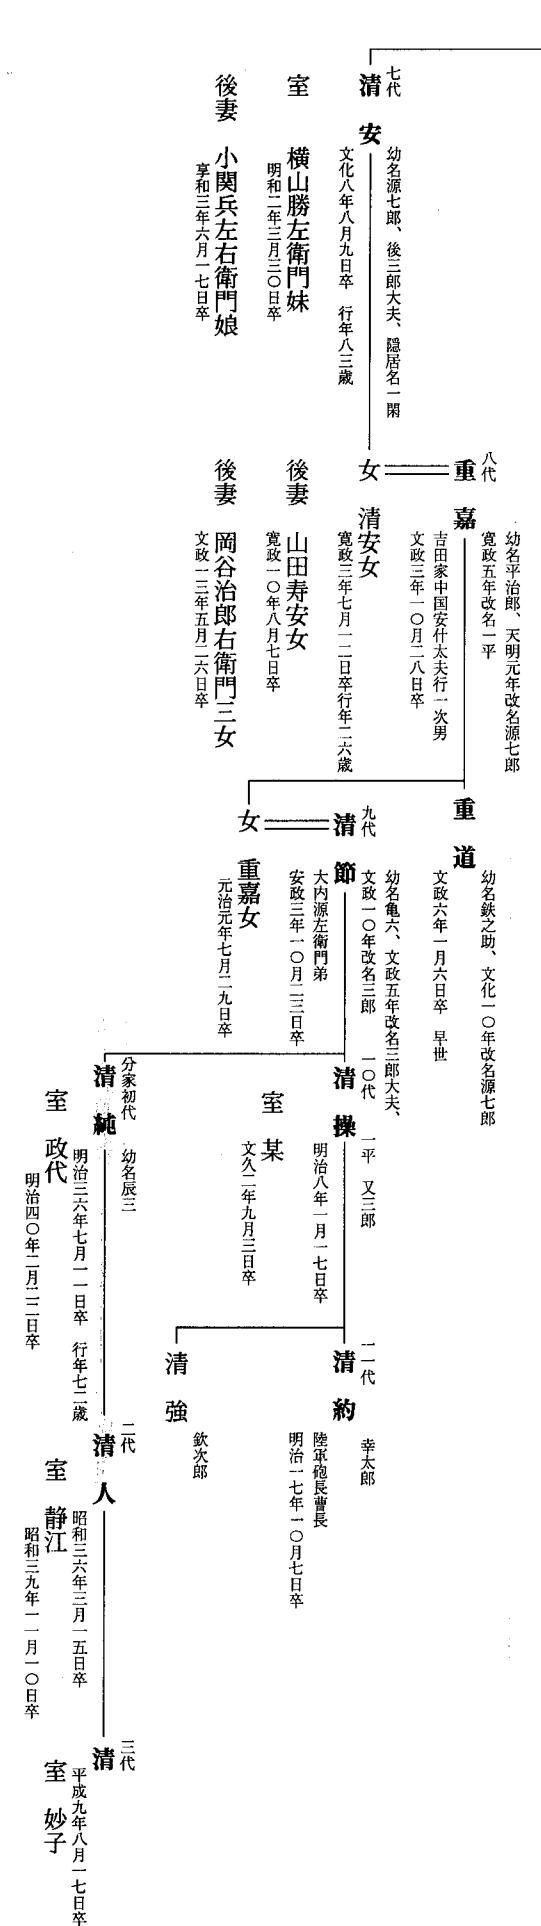 七代
清安
幼名源七郎、後三郎大夫、隠居名一閑
文化八年八月九日卒　行年八三歳
室　横山勝左衛門妹
明和二年三月三〇日卒
後妻　小関兵左右衛門娘
享和三年六月一七日卒
八代
重嘉
幼名平治郎、天明元年改名源七郎
寛政五年改名一平
吉田家中国安什太夫行一次男
文政三年一〇月二八日卒
女　清安女
寛政三年七月一二日卒行年二六歳
後妻　山田寿安女
寛政一〇年八月七日卒
後妻　岡谷治郎右衛門三女
文政一三年五月二六日卒
重道
幼名鉄之助、文化一〇年改名源七郎
文政六年一月六日卒　早世
九代
清節
幼名亀六、文政五年改名三郎大夫、
文政一〇年改名三郎
大内源左衛門弟
安政三年一〇月二三日卒
女　重嘉女
元治元年七月二九日卒
一〇代
清操
一平　又三郎
明治八年一月一七日卒
室　某
文久二年九月三日卒
分家初代
清純
幼名辰三
明治三六年七月一一日卒　行年七二歳
室　政代
明治四〇年二月二二日卒
一一代
清約
幸太郎
陸軍砲長曹長
明治一七年一〇月七日卒
清強
欽次郎
二代
清人
昭和三六年三月一五日卒
室　静江
昭和三九年一一月一〇日卒
三代
清
平成九年八月一七日卒
室　妙子